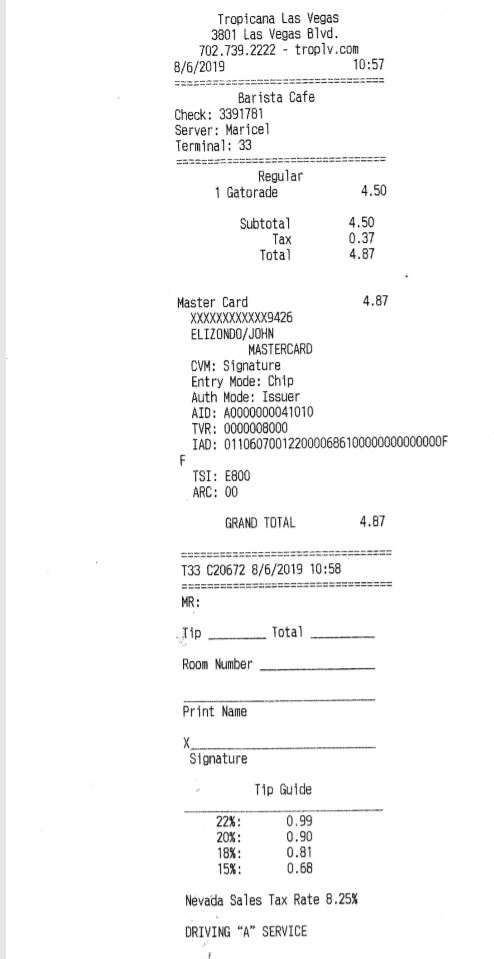 Tropicana Las Vegas
3801 Las Vegas Blvd.
702.739.2222 - troplv.com
8/6/2019 10:57
================================
Barista Cafe
Check: 3391781
Server: Maricel
Terminal: 33
================================
Regular
1 Gatorade 4.50
Subtotal 4.50
Tax 0.37
Total 4.87
Master Card 4.87
XXXXXXXXXXXX9426
ELIZONDO/JOHN
MASTERCARD
CVM: Signature
Entry Mode: Chip
Auth Mode: Issuer
AID: A0000000041010
TVR: 0000008000
IAD: 0110607001220000686100000000000000F
F
TSI: E800
ARC: 00
GRAND TOTAL 4.87
================================
T33 C20672 8/6/2019 10:58
================================
MR:
Tip ________ Total _________
Room Number ________________
Print Name
X__________________________
Signature
Tip Guide
22%: 0.99
20%: 0.90
18%: 0.81
15%: 0.68
Nevada Sales Tax Rate 8.25%
DRIVING "A" SERVICE